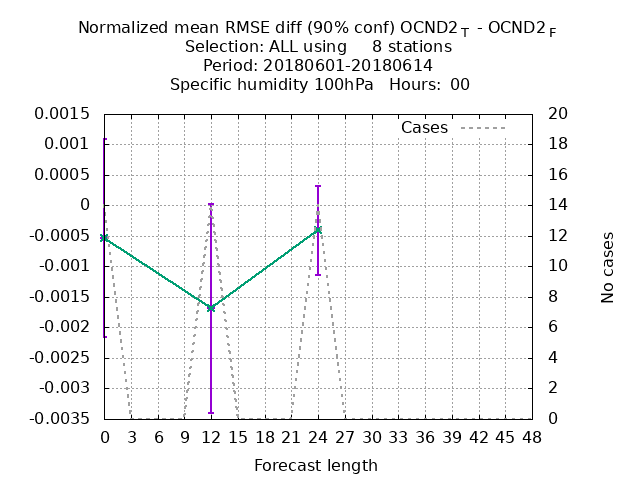 Normalized mean RMSE diff (90% conf) OCND2 T - OCND2 F
Selection: ALL using 8 stations
Period: 20180601-20180614
Specific humidity 100hPa Hours: 00
Cases
0.0015
0.001
0.0005
0
-0.0005
-0.001
-0.0015
-0.002
-0.0025
-0.003
-0.0035
20
18
16
14
12
10
8
6
4
2
0
No cases
0 3 6 9 12 15 18 21 24 27 30 33 36 39 42 45 48
Forecast length